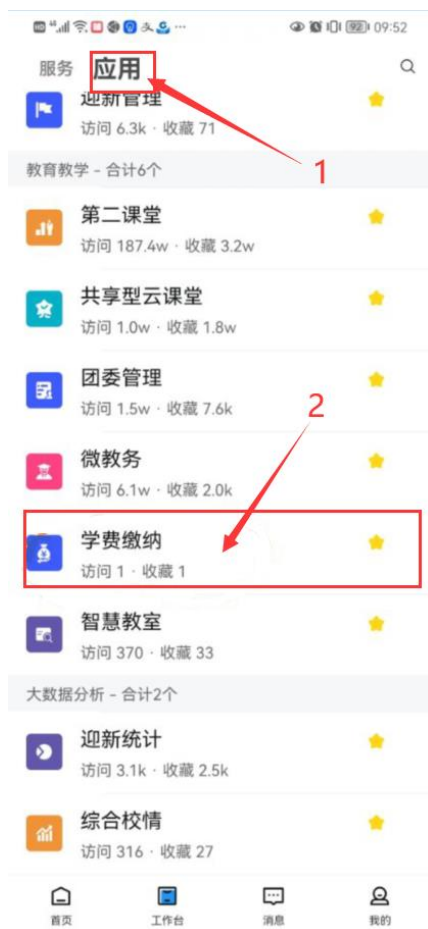 HD 92 09:52
服务 应用
迎新管理
访问 6.3k · 收藏 71
1
教育教学 - 合计6个
第二课堂
访问 187.4w · 收藏 3.2w
共享型云课堂
访问 1.0w · 收藏 1.8w
团委管理
访问 1.5w · 收藏 7.6k
2
微教务
访问 6.1w · 收藏 2.0k
学费缴纳
访问 1 · 收藏 1
智慧教室
访问 370 · 收藏 33
大数据分析 - 合计2个
迎新统计
访问 3.1k · 收藏 2.5k
综合校情
访问 316 · 收藏 27
首页 工作台 消息 我的